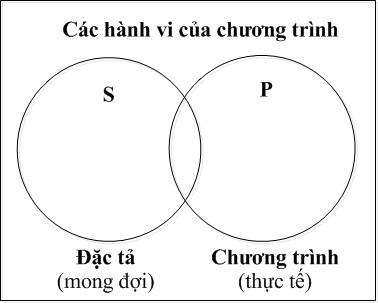 Các hành vi của chương trình
S
P
Đặc tả
(mong đợi)
Chương trình
(thực tế)